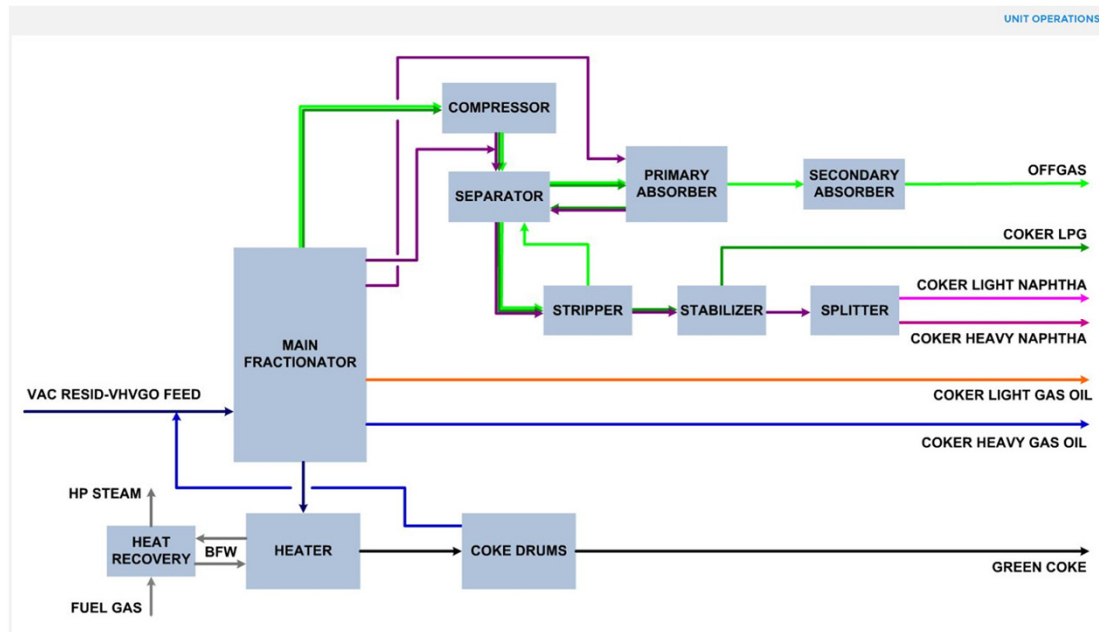 UNIT OPERATIONS
COMPRESSOR
PRIMARY
ABSORBER
SECONDARY
ABSORBER
OFFGAS
SEPARATOR
COKER LPG
STRIPPER
STABILIZER
SPLITTER
COKER LIGHT NAPHTHA
COKER HEAVY NAPHTHA
MAIN
FRACTIONATOR
VAC RESID-VHVGO FEED
COKER LIGHT GAS OIL
COKER HEAVY GAS OIL
HP STEAM
HEAT
RECOVERY
BFW
HEATER
COKE DRUMS
GREEN COKE
FUEL GAS